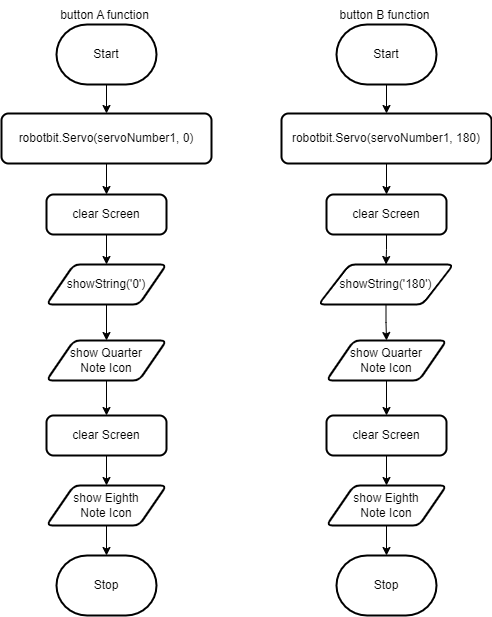 button A function
Start
robotbit.Servo(servoNumber1, 0)
clear Screen
showString('0')
show Quarter
Note Icon
clear Screen
show Eighth
Note Icon
Stop
button B function
Start
robotbit.Servo(servoNumber1, 180)
clear Screen
showString('180')
show Quarter
Note Icon
clear Screen
show Eighth
Note Icon
Stop